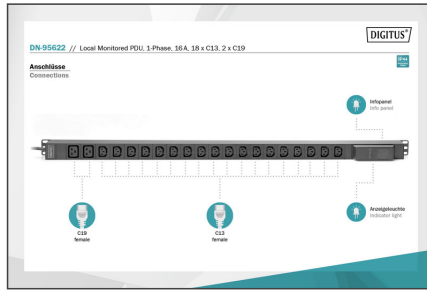 DIGITUS®
DN-95622 // Local Monitored PDU, 1-Phase, 16 A, 18 x C13, 2 x C19
Anschlüsse
Connections
Infopanel
Info panel
C19
female
C13
female
Anzeigeleuchte
Indicator light